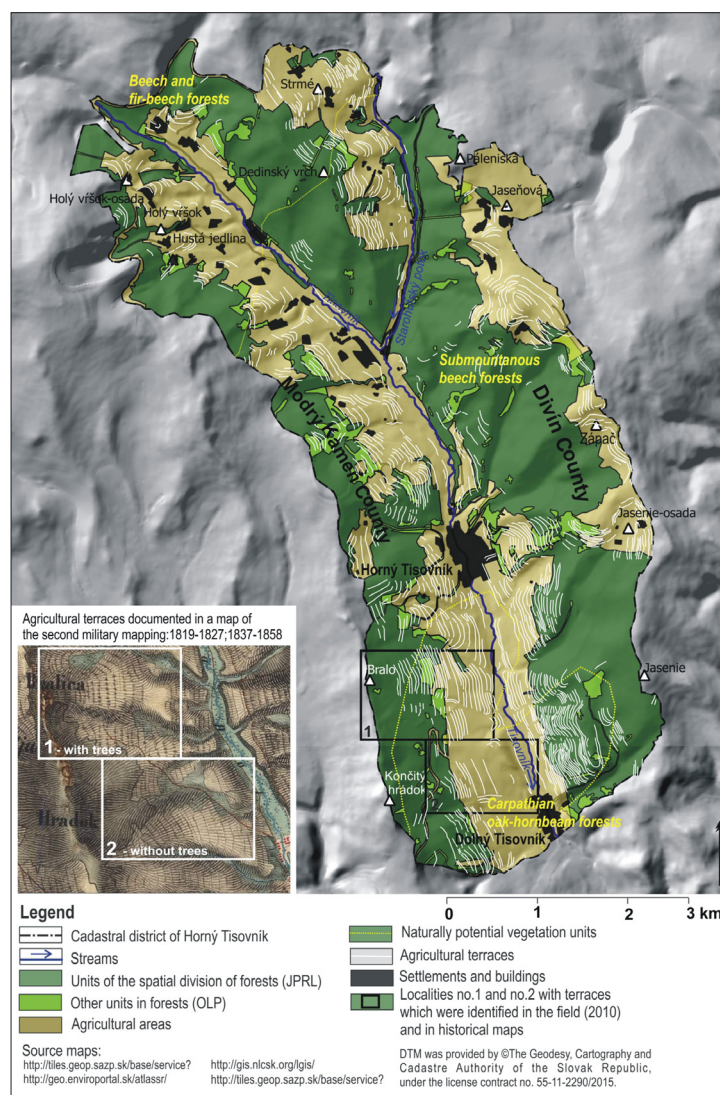 Beech and
fir-beech forests
Strmé
Páleniská
Dedinský vrch
Jaseňová
Holý vŕšok-osada
Holý vŕšok
Hustá jedlina
Starohutský potok
Tisovník
Submountanous
beech forests
Modrý Kameň County
Divín County
Zápač
Jasenie-osada
Horný Tisovník
Agricultural terraces documented in a map of
the second military mapping:1819-1827;1837-1858
1 - with trees
Hradok
2 - without trees
Bralo
1
Jasenie
Tisovník
Končitý
hrádok
Carpathian
oak-hornbeam forests
Dolný Tisovník
0 1 2 3 km
Legend
Cadastral district of Horný Tisovník
Streams
Units of the spatial division of forests (JPRL)
Other units in forests (OLP)
Agricultural areas
Naturally potential vegetation units
Agricultural terraces
Settlements and buildings
Localities no.1 and no.2 with terraces
which were identified in the field (2010)
and in historical maps
Source maps:
http://tiles.geop.sazp.sk/base/service?
http://geo.enviroportal.sk/atlassr/
http://gis.nlcsk.org/lgis/
http://tiles.geop.sazp.sk/base/service?
DTM was provided by ©The Geodesy, Cartography and
Cadastre Authority of the Slovak Republic,
under the license contract no. 55-11-2290/2015.